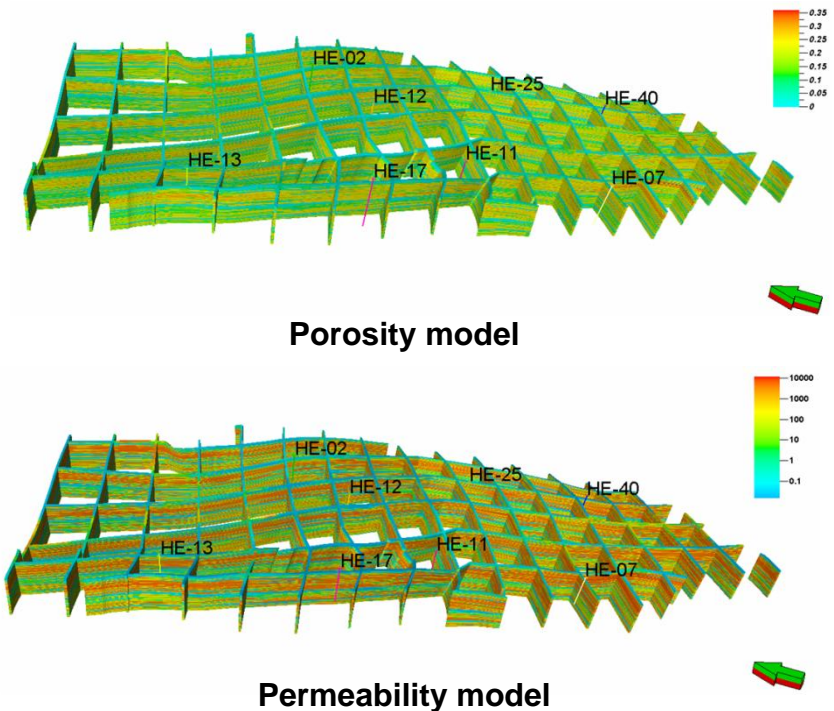 0.35
0.3
0.25
0.2
0.15
0.1
0.05
0
HE-02
HE-25
HE-12
HE-40
HE-13
HE-11
HE-17
HE-07
Porosity model
10000
1000
100
10
1
0.1
HE-02
HE-25
HE-12
HE-40
HE-13
HE-11
HE-17
HE-07
Permeability model